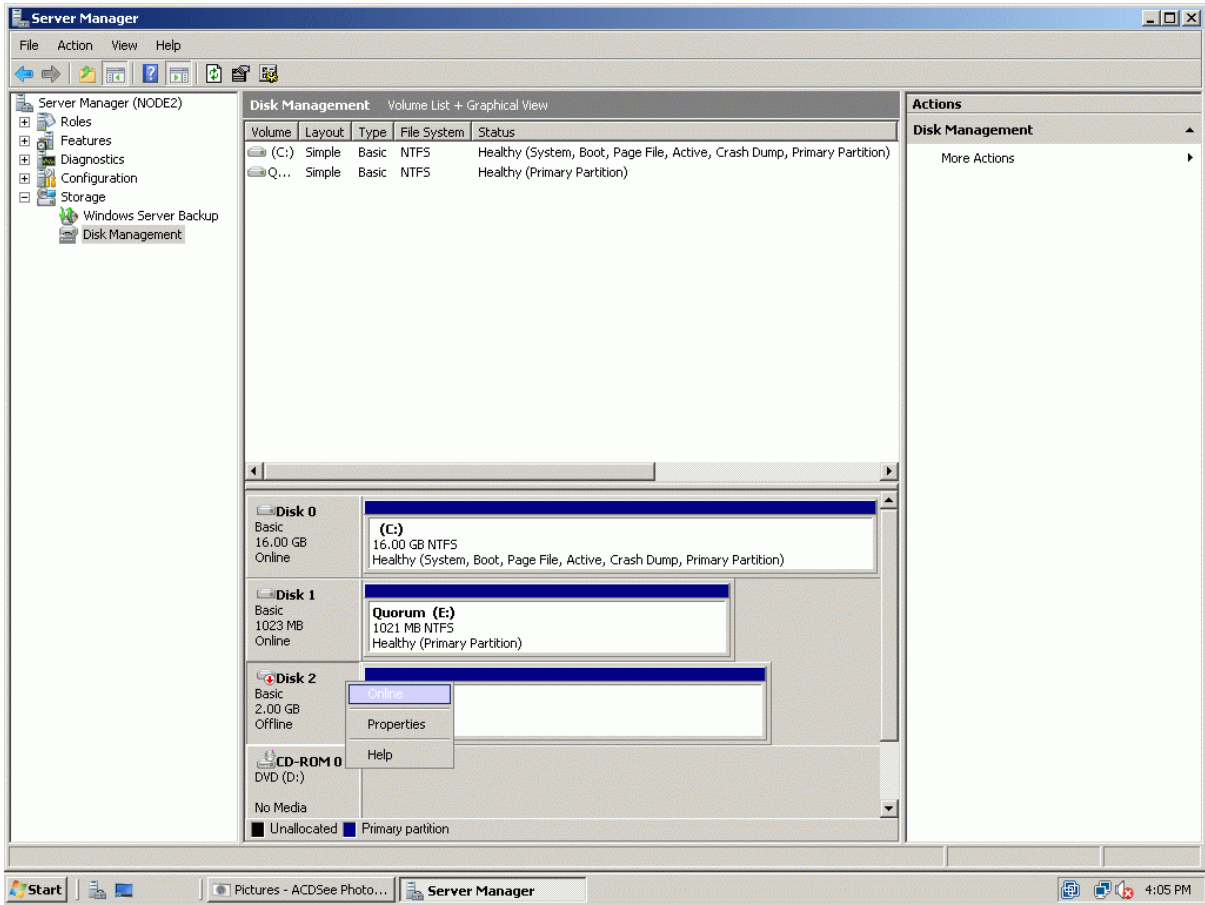 Server Manager
File Action View Help
Server Manager (NODE2)
Roles
Features
Diagnostics
Configuration
Storage
Windows Server Backup
Disk Management
Disk Management Volume List + Graphical View
Volume Layout Type File System Status
(C:) Simple Basic NTFS Healthy (System, Boot, Page File, Active, Crash Dump, Primary Partition)
Q... Simple Basic NTFS Healthy (Primary Partition)
Disk 0
Basic
16.00 GB
Online
(C:)
16.00 GB NTFS
Healthy (System, Boot, Page File, Active, Crash Dump, Primary Partition)
Disk 1
Basic
1023 MB
Online
Quorum (E:)
1021 MB NTFS
Healthy (Primary Partition)
Disk 2
Basic
2.00 GB
Offline
Online
Properties
Help
CD-ROM 0
DVD (D:)
No Media
Unallocated Primary partition
Actions
Disk Management
More Actions
Start Pictures - ACDSee Photo... Server Manager 4:05 PM